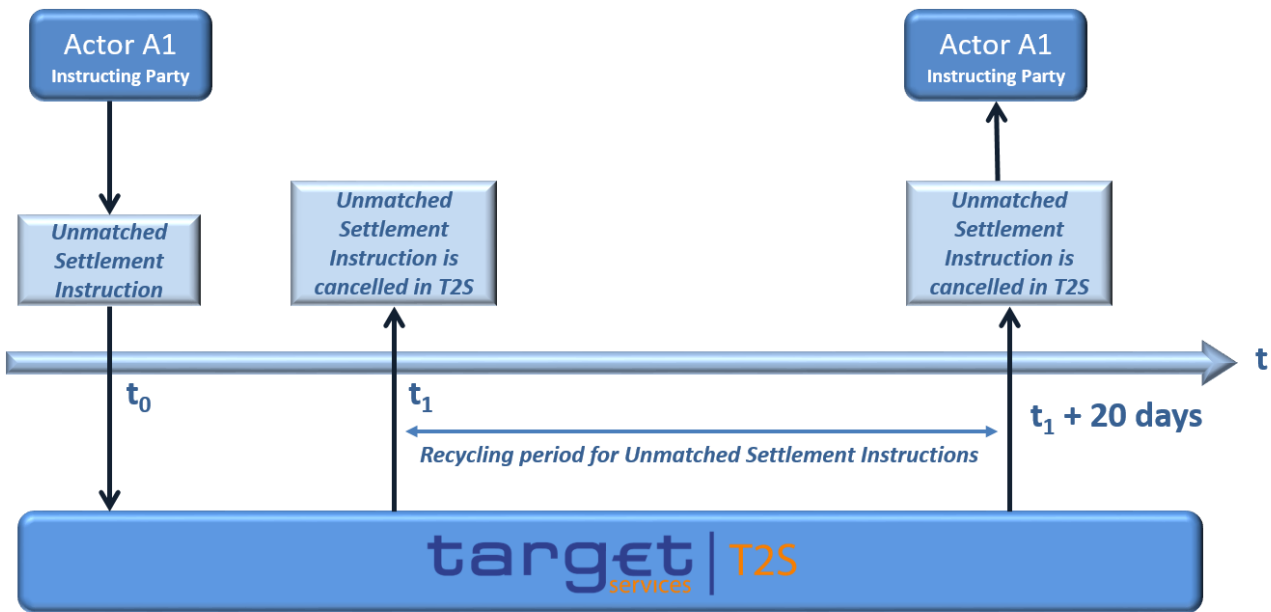 Actor A1
Instructing Party
Actor A1
Instructing Party
Unmatched
Settlement
Instruction
Unmatched
Settlement
Instruction is
cancelled in T2S
Unmatched
Settlement
Instruction is
cancelled in T2S
t
t0
t1
t1 + 20 days
Recycling period for Unmatched Settlement Instructions
target | T2S
services